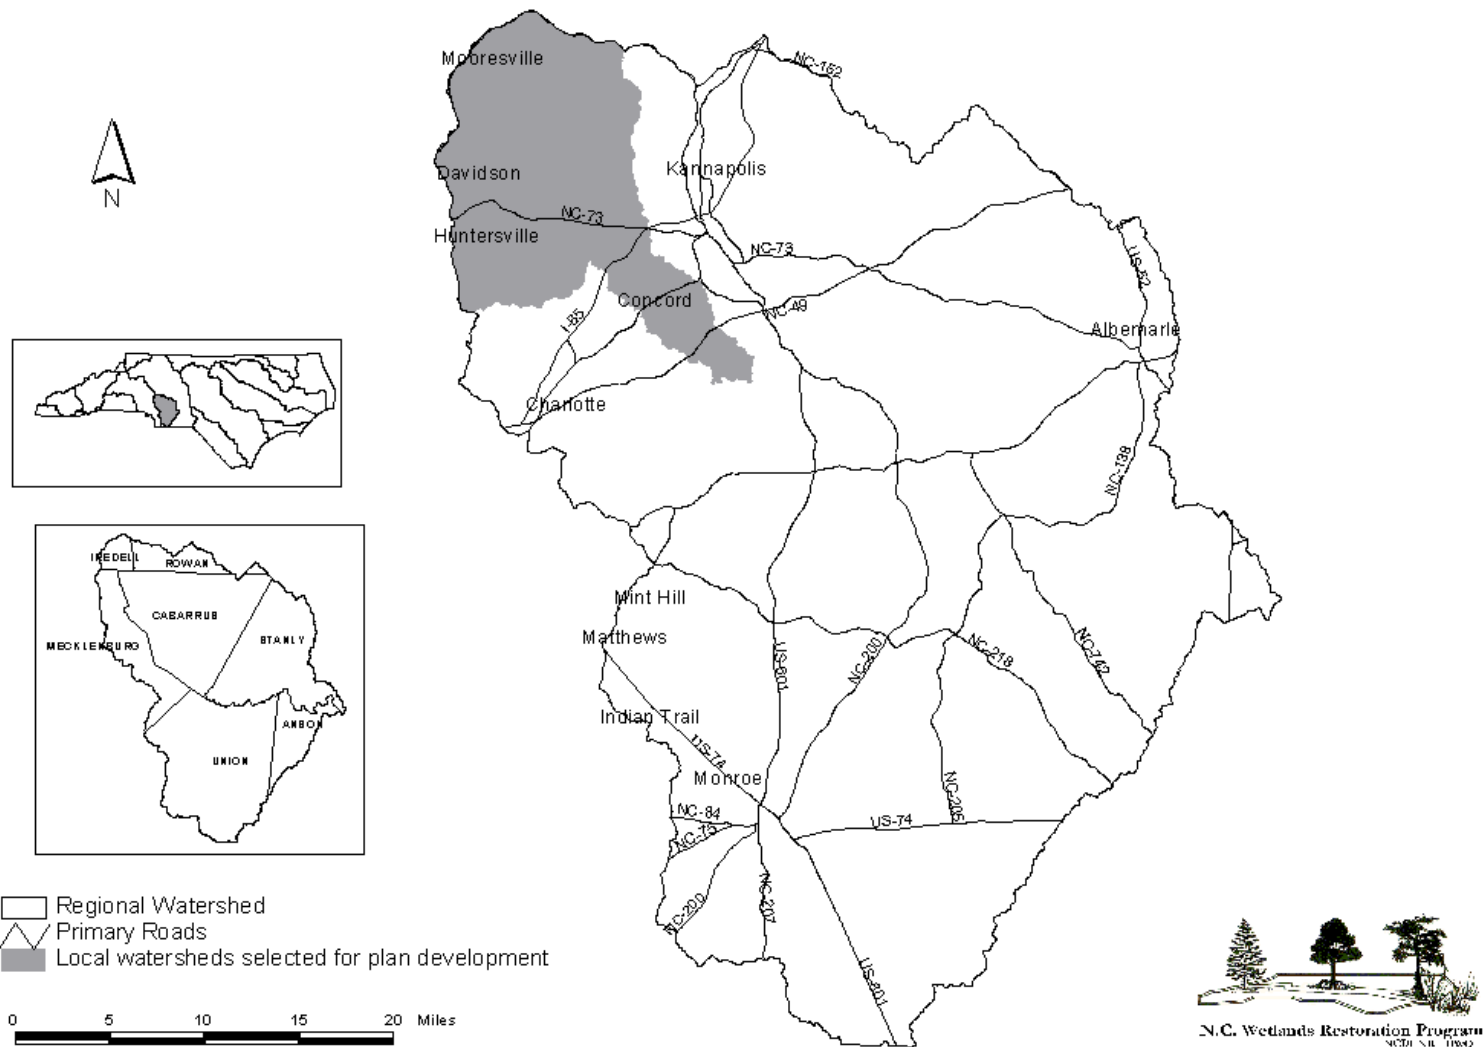 Mooresville
NC-152
Kannapolis
Davidson
NC-73
Huntersville
NC-73
US-52
Concord
NC-49
I-85
Albemarle
Charlotte
NC-138
Mint Hill
Matthews
US-601
NC-200
NC-218
NC-742
Indian Trail
US-74
Monroe
NC-205
NC-84
US-74
NC-75
NC-207
NC-200
US-601
N
IREDELL
ROWAN
CABARRUS
STANLY
MECKLENBURG
ANSON
UNION
Regional Watershed
Primary Roads
Local watersheds selected for plan development
0 5 10 15 20 Miles
N.C. Wetlands Restoration Program